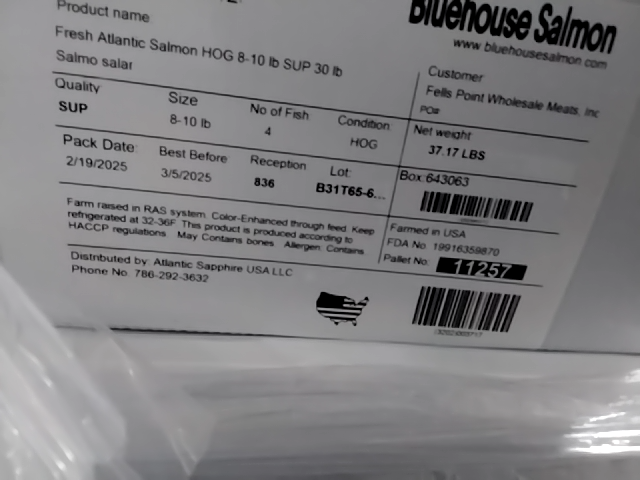 Bluehouse Salmon
www.bluehousesalmon.com
Product name
Fresh Atlantic Salmon HOG 8-10 lb SUP 30 lb
Salmo salar
Customer
Fells Point Wholesale Meats, Inc
PO#
Quality
SUP
Size
8-10 lb
No of Fish
4
Condition
HOG
Net weight
37.17 LBS
Pack Date:
2/19/2025
Best Before
3/5/2025
Reception
836
Lot:
B31T65-6...
Box:643063
Farm raised in RAS system. Color-Enhanced through feed. Keep
refrigerated at 32-36F. This product is produced according to
HACCP regulations. May Contains bones. Allergen: Contains
Farmed in USA
FDA No. 19916359870
Pallet No: 11257
Distributed by: Atlantic Sapphire USA LLC
Phone No. 786-292-3632